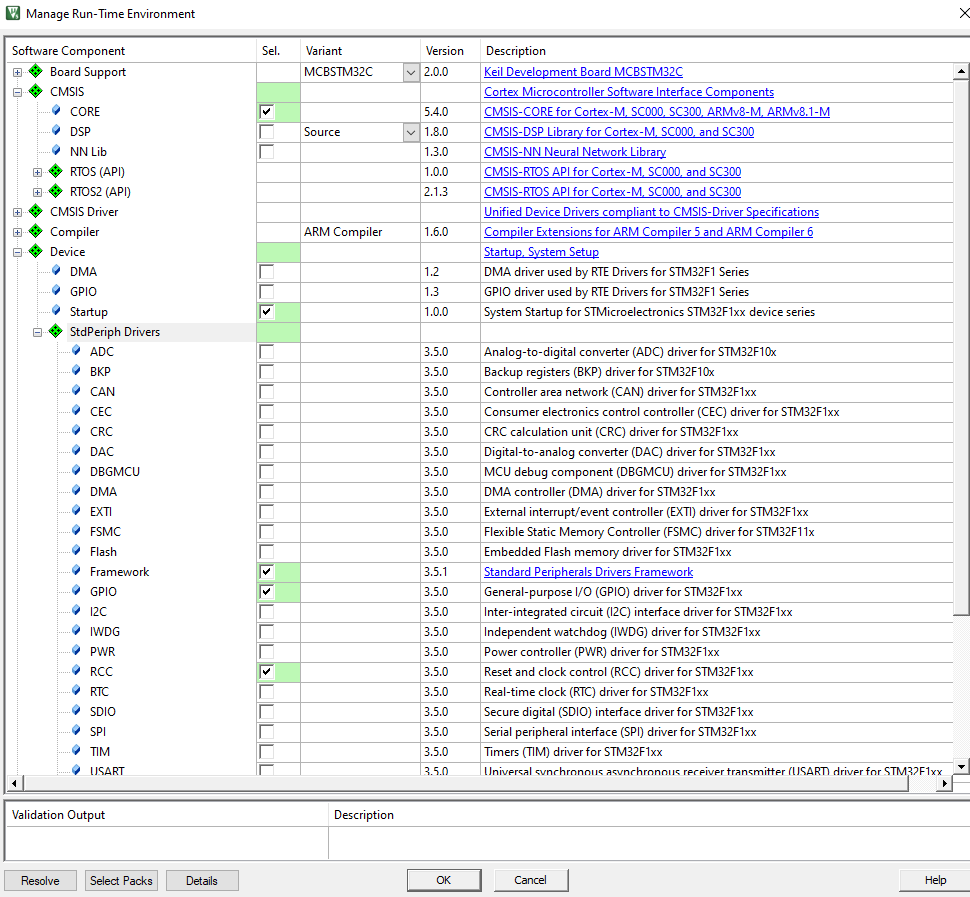 Manage Run-Time Environment
Software Component Sel. Variant Version Description
Board Support MCBSTM32C 2.0.0 Keil Development Board MCBSTM32C
CMSIS Cortex Microcontroller Software Interface Components
CORE 5.4.0 CMSIS-CORE for Cortex-M, SC000, SC300, ARMv8-M, ARMv8.1-M
DSP Source 1.8.0 CMSIS-DSP Library for Cortex-M, SC000, and SC300
NN Lib 1.3.0 CMSIS-NN Neural Network Library
RTOS (API) 1.0.0 CMSIS-RTOS API for Cortex-M, SC000, and SC300
RTOS2 (API) 2.1.3 CMSIS-RTOS API for Cortex-M, SC000, and SC300
CMSIS Driver Unified Device Drivers compliant to CMSIS-Driver Specifications
Compiler ARM Compiler 1.6.0 Compiler Extensions for ARM Compiler 5 and ARM Compiler 6
Device Startup, System Setup
DMA 1.2 DMA driver used by RTE Drivers for STM32F1 Series
GPIO 1.3 GPIO driver used by RTE Drivers for STM32F1 Series
Startup 1.0.0 System Startup for STMicroelectronics STM32F1xx device series
StdPeriph Drivers
ADC 3.5.0 Analog-to-digital converter (ADC) driver for STM32F10x
BKP 3.5.0 Backup registers (BKP) driver for STM32F10x
CAN 3.5.0 Controller area network (CAN) driver for STM32F1xx
CEC 3.5.0 Consumer electronics control controller (CEC) driver for STM32F1xx
CRC 3.5.0 CRC calculation unit (CRC) driver for STM32F1xx
DAC 3.5.0 Digital-to-analog converter (DAC) driver for STM32F1xx
DBGMCU 3.5.0 MCU debug component (DBGMCU) driver for STM32F1xx
DMA 3.5.0 DMA controller (DMA) driver for STM32F1xx
EXTI 3.5.0 External interrupt/event controller (EXTI) driver for STM32F1xx
FSMC 3.5.0 Flexible Static Memory Controller (FSMC) driver for STM32F11x
Flash 3.5.0 Embedded Flash memory driver for STM32F1xx
Framework 3.5.1 Standard Peripherals Drivers Framework
GPIO 3.5.0 General-purpose I/O (GPIO) driver for STM32F1xx
I2C 3.5.0 Inter-integrated circuit (I2C) interface driver for STM32F1xx
IWDG 3.5.0 Independent watchdog (IWDG) driver for STM32F1xx
PWR 3.5.0 Power controller (PWR) driver for STM32F1xx
RCC 3.5.0 Reset and clock control (RCC) driver for STM32F1xx
RTC 3.5.0 Real-time clock (RTC) driver for STM32F1xx
SDIO 3.5.0 Secure digital (SDIO) interface driver for STM32F1xx
SPI 3.5.0 Serial peripheral interface (SPI) driver for STM32F1xx
TIM 3.5.0 Timers (TIM) driver for STM32F1xx
USART 3.5.0 Universal synchronous asynchronous receiver transmitter (USART) driver for STM32F1xx
Validation Output Description
Resolve Select Packs Details OK Cancel Help